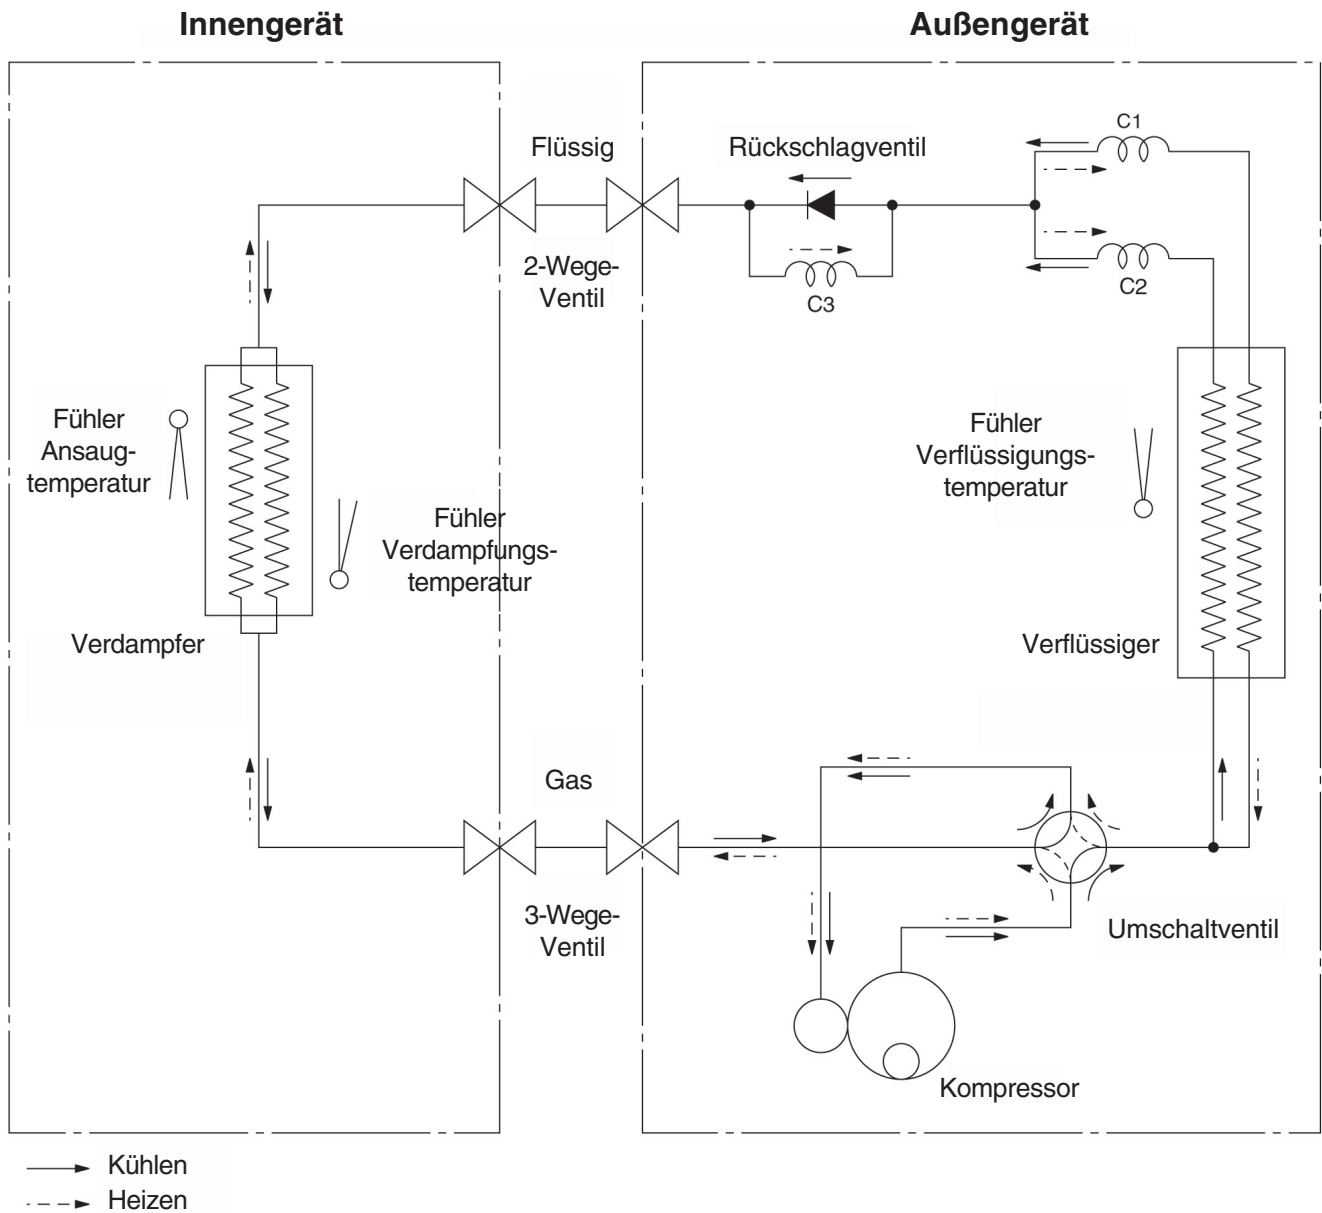 Innengerät
Außengerät
Flüssig
Rückschlagventil
C1
2-Wege-
Ventil
C3
C2
Fühler
Ansaug-
temperatur
Fühler
Verdampfungs-
temperatur
Fühler
Verflüssigungs-
temperatur
Verdampfer
Verflüssiger
Gas
3-Wege-
Ventil
Umschaltventil
Kompressor
Kühlen
Heizen